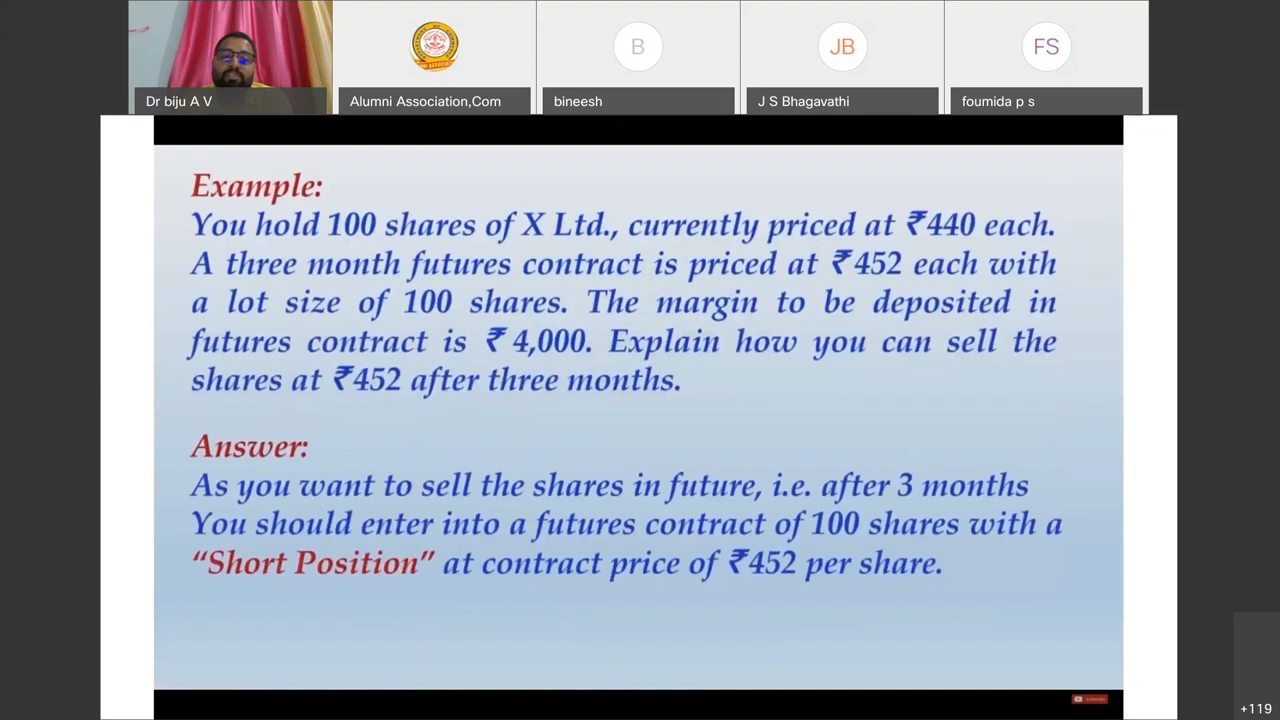 Dr biju A V
Alumni Association,Com
B
bineesh
JB
J S Bhagavathi
FS
foumida p s
Example:
You hold 100 shares of X Ltd., currently priced at ₹440 each.
A three month futures contract is priced at ₹452 each with
a lot size of 100 shares. The margin to be deposited in
futures contract is ₹ 4,000. Explain how you can sell the
shares at ₹452 after three months.
Answer:
As you want to sell the shares in future, i.e. after 3 months
You should enter into a futures contract of 100 shares with a
“Short Position” at contract price of ₹452 per share.
+119